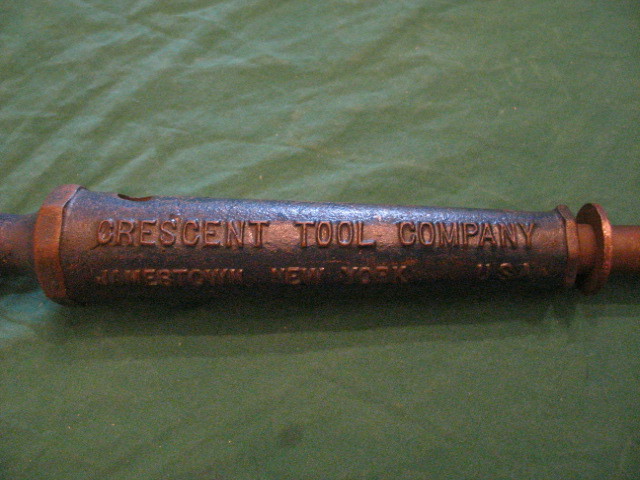 CRESCENT TOOL COMPANY
JAMESTOWN NEW YORK U.S.A.